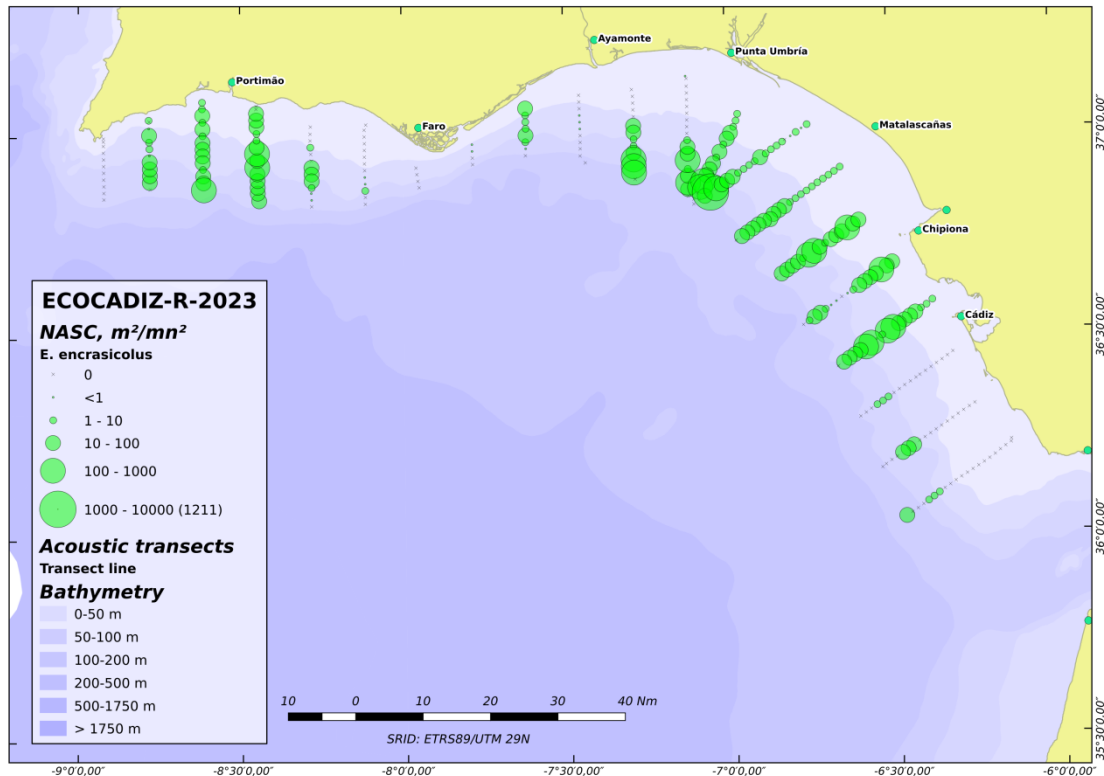 Ayamonte
Punta Umbría
Portimão
Faro
Matalascañas
Chipiona
Cádiz
37°0'0.00"
36°30'0.00"
36°0'0.00"
35°30'0.00"
ECOCADIZ-R-2023
NASC, m²/mn²
E. encrasicolus
0
<1
1 - 10
10 - 100
100 - 1000
1000 - 10000 (1211)
Acoustic transects
Transect line
Bathymetry
0-50 m
50-100 m
100-200 m
200-500 m
500-1750 m
> 1750 m
10 0 10 20 30 40 Nm
SRID: ETRS89/UTM 29N
-9°0'0.00" -8°30'0.00" -8°0'0.00" -7°30'0.00" -7°0'0.00" -6°30'0.00" -6°0'0.00"